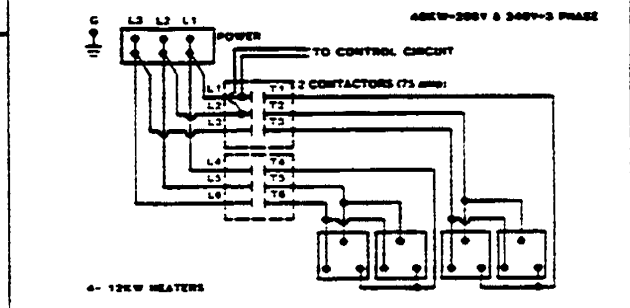 G L3 L2 L1
48KW-208V & 240V-3 PHASE
POWER
TO CONTROL CIRCUIT
2 CONTACTORS (75 amp)
L1 T1
L2 T2
L3 T3
L4 T4
L5 T5
L6 T6
4- 12KW HEATERS